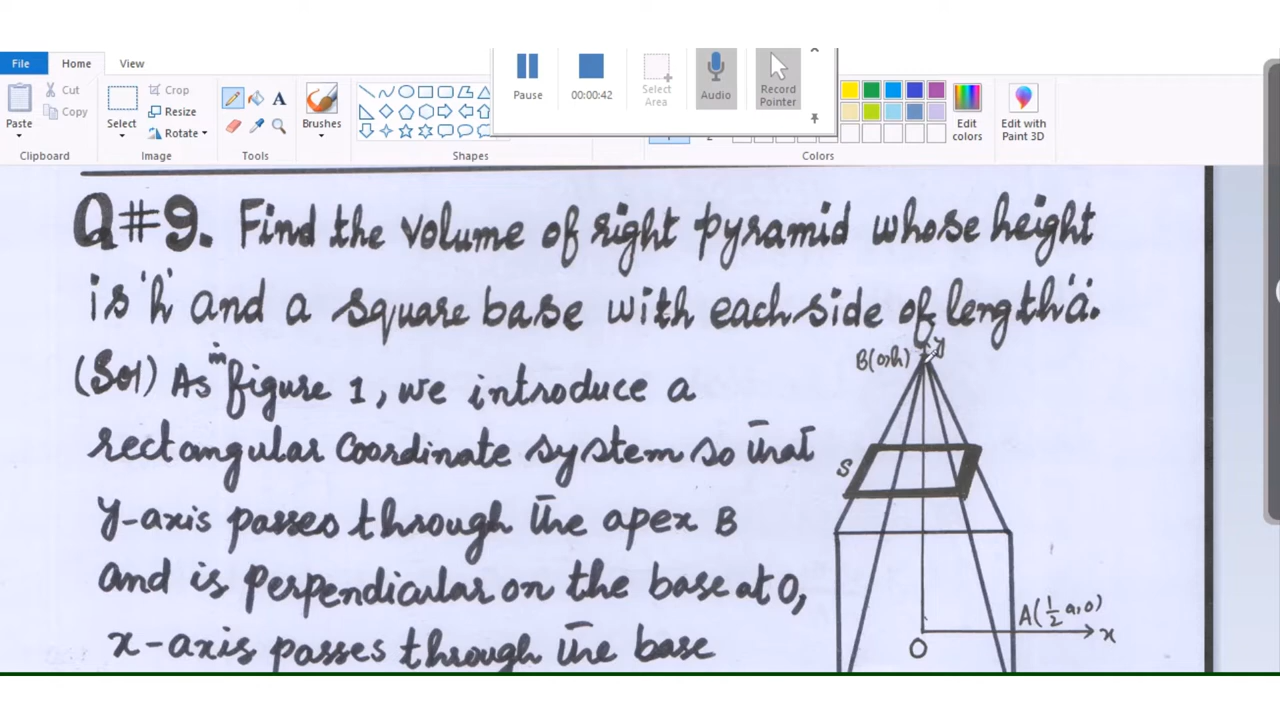 File
Home
View
Paste
Cut
Copy
Clipboard
Select
Crop
Resize
Rotate
Image
A
Tools
Brushes
Shapes
Pause
00:00:42
Select Area
Audio
Record Pointer
Edit colors
Edit with Paint 3D
Colors
Q#9. Find the volume of right pyramid whose height
is 'h' and a square base with each side of length 'a'.
(Sol) As in figure 1, we introduce a
rectangular coordinate system so that
y-axis passes through the apex B
and is perpendicular on the base at O,
x-axis passes through the base
y
B(0,h)
S
A(1/2 a,0)
x
O